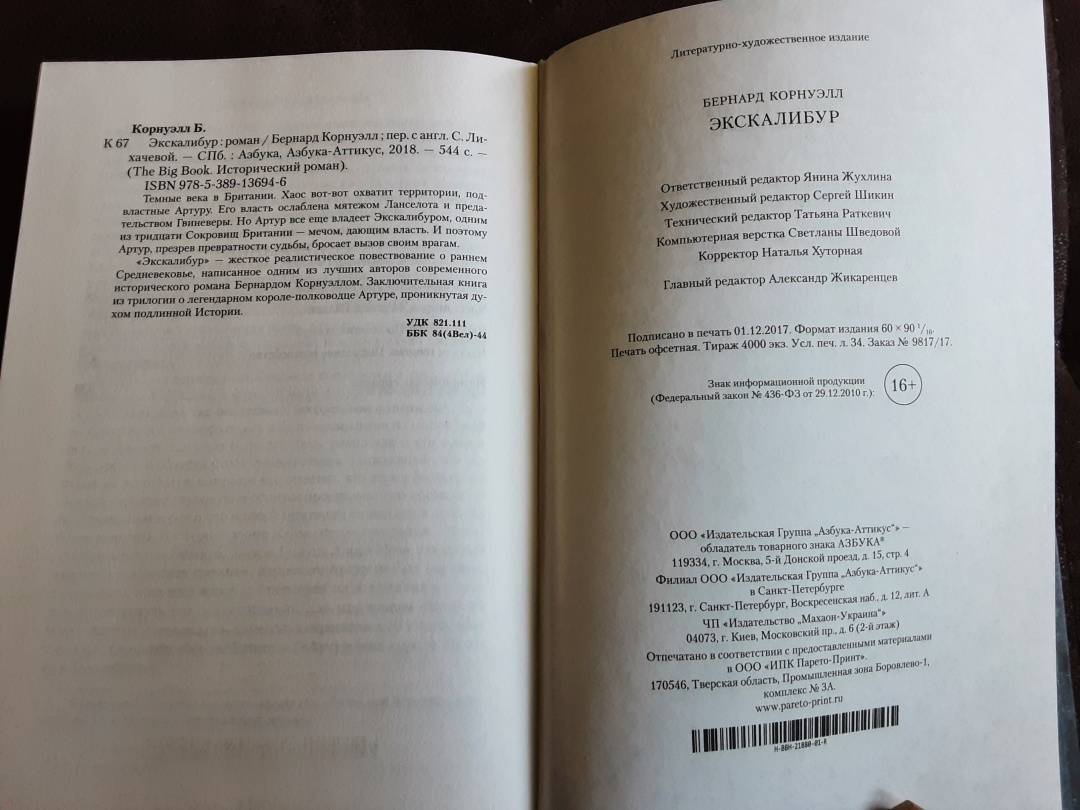 Корнуэлл Б.
К 67 Экскалибур : роман / Бернард Корнуэлл ; пер. с англ. С. Ли-
хачевой. — СПб. : Азбука, Азбука-Аттикус, 2018. — 544 с. —
(The Big Book. Исторический роман).
ISBN 978-5-389-13694-6
Темные века в Британии. Хаос вот-вот охватит территории, под-
властные Артуру. Его власть ослаблена мятежом Ланселота и преда-
тельством Гвиневеры. Но Артур все еще владеет Экскалибуром, одним
из тридцати Сокровищ Британии — мечом, дающим власть. И поэтому
Артур, презрев превратности судьбы, бросает вызов своим врагам.
«Экскалибур» — жесткое реалистическое повествование о раннем
Средневековье, написанное одним из лучших авторов современного
исторического романа Бернардом Корнуэллом. Заключительная книга
из трилогии о легендарном короле-полководце Артуре, проникнутая ду-
хом подлинной Истории.
УДК 821.111
ББК 84(4Вел)-44
Литературно-художественное издание
БЕРНАРД КОРНУЭЛЛ
ЭКСКАЛИБУР
Ответственный редактор Янина Жухлина
Художественный редактор Сергей Шикин
Технический редактор Татьяна Раткевич
Компьютерная верстка Светланы Шведовой
Корректор Наталья Хуторная
Главный редактор Александр Жикаренцев
Подписано в печать 01.12.2017. Формат издания 60 × 90 1/16.
Печать офсетная. Тираж 4000 экз. Усл. печ. л. 34. Заказ № 9817/17.
Знак информационной продукции
(Федеральный закон № 436-ФЗ от 29.12.2010 г.):
16+
ООО «Издательская Группа „Азбука-Аттикус“» —
обладатель товарного знака АЗБУКА®
119334, г. Москва, 5-й Донской проезд, д. 15, стр. 4
Филиал ООО «Издательская Группа „Азбука-Аттикус“»
в Санкт-Петербурге
191123, г. Санкт-Петербург, Воскресенская наб., д. 12, лит. А
ЧП «Издательство „Махаон-Украина“»
04073, г. Киев, Московский пр., д. 6 (2-й этаж)
Отпечатано в соответствии с предоставленными материалами
в ООО «ИПК Парето-Принт».
170546, Тверская область, Промышленная зона Боровлево-1,
комплекс № 3А.
www.pareto-print.ru
H-BBH-21880-01-R